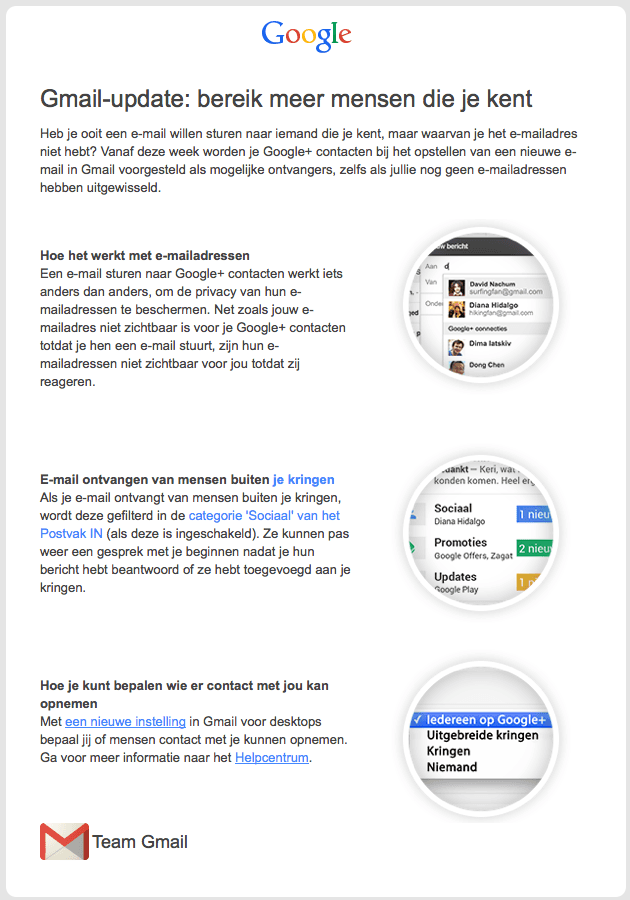 Google
Gmail-update: bereik meer mensen die je kent
Heb je ooit een e-mail willen sturen naar iemand die je kent, maar waarvan je het e-mailadres
niet hebt? Vanaf deze week worden je Google+ contacten bij het opstellen van een nieuwe e-
mail in Gmail voorgesteld als mogelijke ontvangers, zelfs als jullie nog geen e-mailadressen
hebben uitgewisseld.
Hoe het werkt met e-mailadressen
Een e-mail sturen naar Google+ contacten werkt iets
anders dan anders, om de privacy van hun e-
mailadressen te beschermen. Net zoals jouw e-
mailadres niet zichtbaar is voor je Google+ contacten
totdat je hen een e-mail stuurt, zijn hun e-
mailadressen niet zichtbaar voor jou totdat zij
reageren.
bericht
Aan d
Van
David Nachum
surfingfan@gmail.com
Diana Hidalgo
hikingfan@gmail.com
Google+ connecties
Dima Iatskiv
Dong Chen
E-mail ontvangen van mensen buiten je kringen
Als je e-mail ontvangt van mensen buiten je kringen,
wordt deze gefilterd in de categorie 'Sociaal' van het
Postvak IN (als deze is ingeschakeld). Ze kunnen pas
weer een gesprek met je beginnen nadat je hun
bericht hebt beantwoord of ze hebt toegevoegd aan je
kringen.
– Keri, wat
konden komen. Heel erg
Sociaal
Diana Hidalgo
1 nieu
Promoties
Google Offers, Zagat
2 nieu
Updates
Google Play
1
Hoe je kunt bepalen wie er contact met jou kan
opnemen
Met een nieuwe instelling in Gmail voor desktops
bepaal jij of mensen contact met je kunnen opnemen.
Ga voor meer informatie naar het Helpcentrum.
✓ Iedereen op Google+
Uitgebreide kringen
Kringen
Niemand
Team Gmail